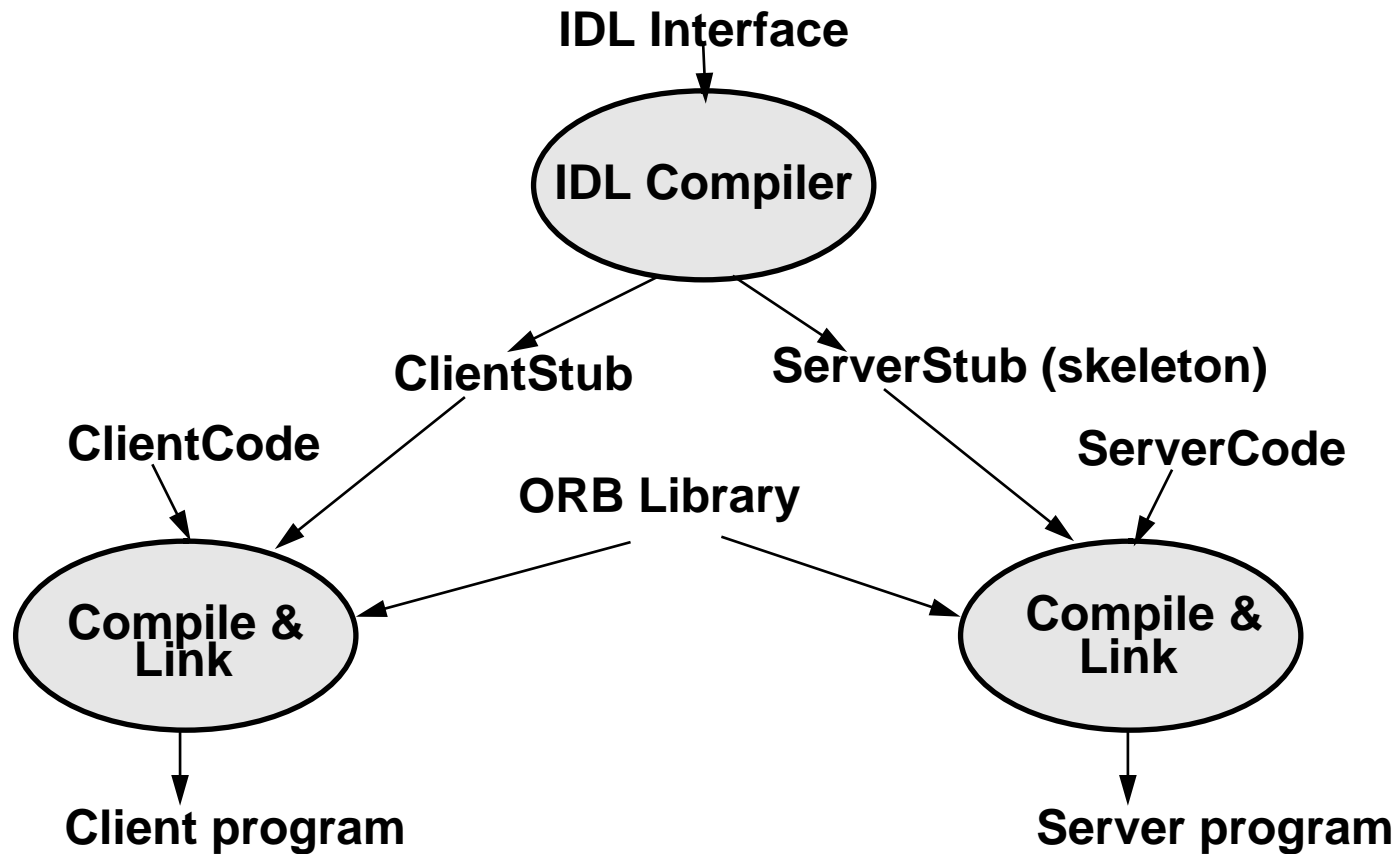 IDL Interface
IDL Compiler
ClientStub
ServerStub (skeleton)
ClientCode
ServerCode
ORB Library
Compile &
Link
Compile &
Link
Client program
Server program